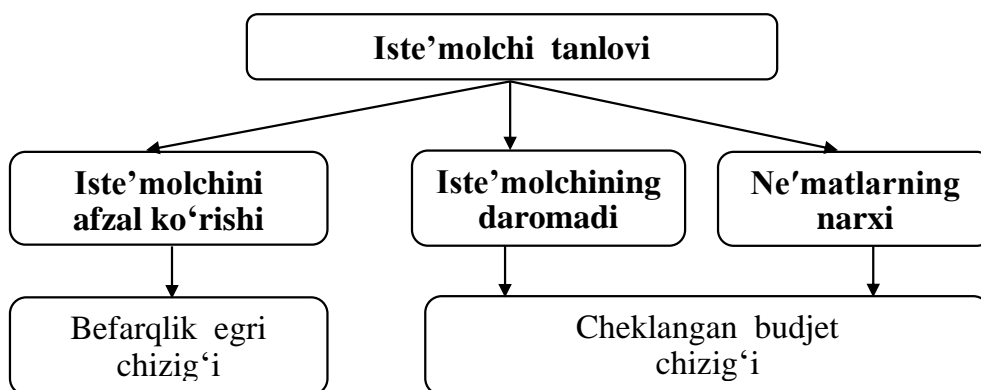 Iste’molchi tanlovi
Iste’molchini
afzal ko‘rishi
Iste’molchining
daromadi
Ne′matlarning
narxi
Befarqlik egri
chizig‘i
Cheklangan budjet
chizig‘i